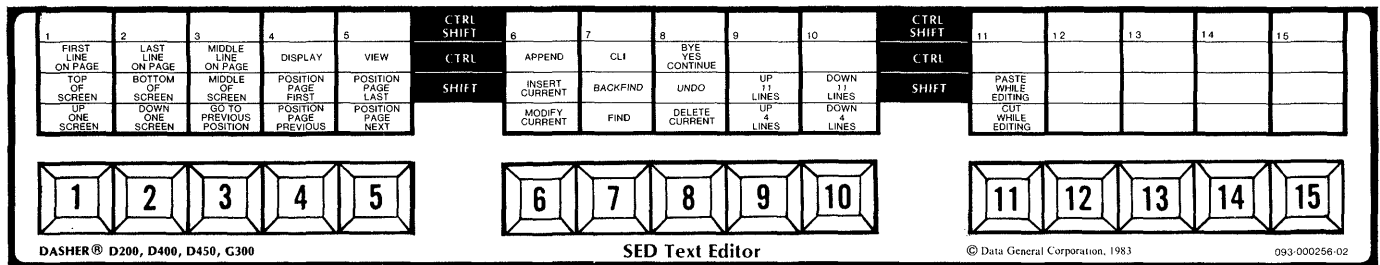 CTRL CTRL
SHIFT SHIFT
1 2 3 4 5 6 7 8 9 10 11 12 13 14 15
FIRST LINE ON PAGE LAST LINE ON PAGE MIDDLE LINE ON PAGE DISPLAY VIEW CTRL APPEND CLI BYE YES CONTINUE CTRL
TOP OF SCREEN BOTTOM OF SCREEN MIDDLE OF SCREEN POSITION PAGE FIRST POSITION PAGE LAST SHIFT INSERT CURRENT BACKFIND UNDO UP 11 LINES DOWN 11 LINES SHIFT PASTE WHILE EDITING
UP ONE SCREEN DOWN ONE SCREEN GO TO PREVIOUS POSITION POSITION PAGE PREVIOUS POSITION PAGE NEXT MODIFY CURRENT FIND DELETE CURRENT UP 4 LINES DOWN 4 LINES CUT WHILE EDITING
1 2 3 4 5 6 7 8 9 10 11 12 13 14 15
DASHER® D200, D400, D450, G300 SED Text Editor © Data General Corporation, 1983 093-000256-02